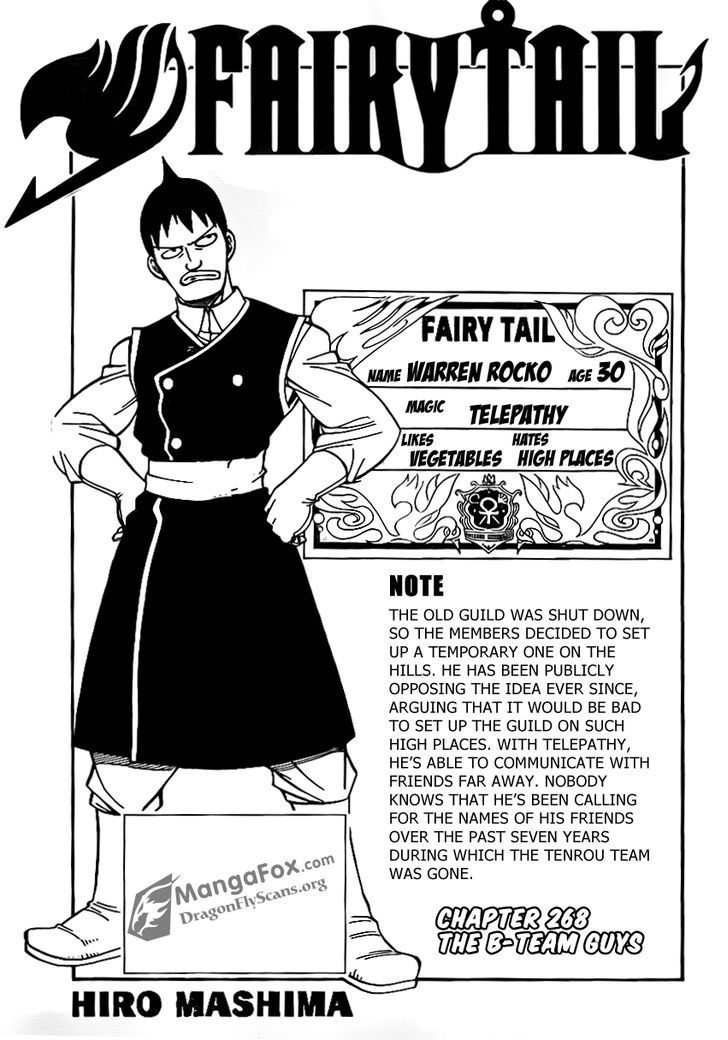 FAIRY TAIL
FAIRY TAIL
NAME WARREN ROCKO AGE 30
MAGIC TELEPATHY
LIKES HATES
VEGETABLES HIGH PLACES
NOTE
THE OLD GUILD WAS SHUT DOWN,
SO THE MEMBERS DECIDED TO SET
UP A TEMPORARY ONE ON THE
HILLS. HE HAS BEEN PUBLICLY
OPPOSING THE IDEA EVER SINCE,
ARGUING THAT IT WOULD BE BAD
TO SET UP THE GUILD ON SUCH
HIGH PLACES. WITH TELEPATHY,
HE'S ABLE TO COMMUNICATE WITH
FRIENDS FAR AWAY. NOBODY
KNOWS THAT HE'S BEEN CALLING
FOR THE NAMES OF HIS FRIENDS
OVER THE PAST SEVEN YEARS
DURING WHICH THE TENROU TEAM
WAS GONE.
MangaFox.com
DragonFlyScans.org
CHAPTER 268
THE B-TEAM GUYS
HIRO MASHIMA